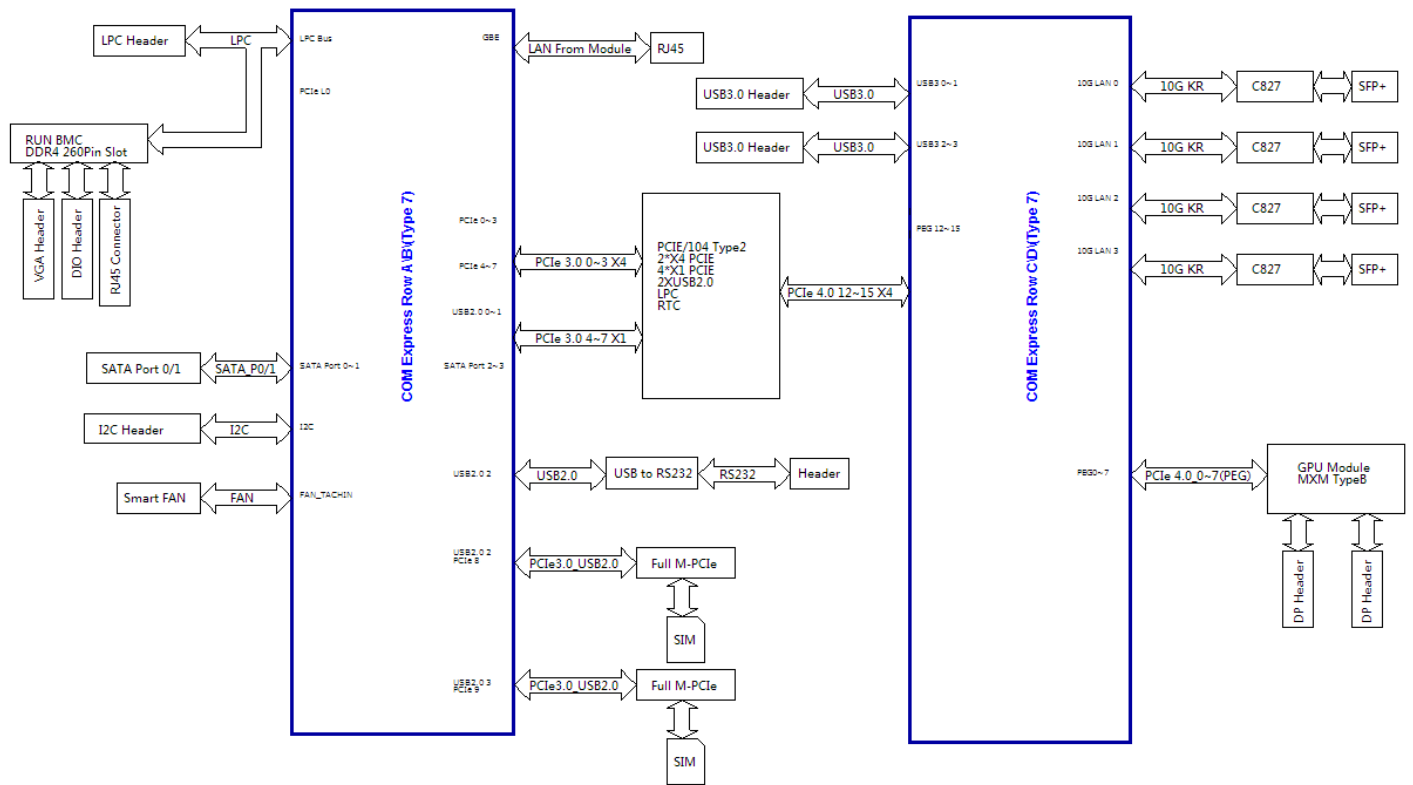 LPC Header
LPC
LPC Bus
GBE
LAN From Module
RJ45
PCIe L0
RUN BMC
DDR4 260Pin Slot
VGA Header
DIO Header
RJ45 Connector
COM Express Row A\B\(Type 7)
PCIe 0~3
PCIe 4~7
PCIe 3.0 0~3 X4
USB2.0 0~1
PCIe 3.0 4~7 X1
SATA Port 0/1
SATA_P0/1
SATA Port 0~1
SATA Port 2~3
I2C Header
I2C
I2C
Smart FAN
FAN
FAN_TACHIN
USB2.0 2
USB2.0
USB to RS232
RS232
Header
USB2.0 2
PCIe 8
PCIe3.0_USB2.0
Full M-PCIe
SIM
USB2.0 3
PCIe 9
PCIe3.0_USB2.0
Full M-PCIe
SIM
PCIE/104 Type2
2*X4 PCIE
4*X1 PCIE
2XUSB2.0
LPC
RTC
PCIe 4.0 12~15 X4
USB3.0 Header
USB3.0
USB3 0~1
USB3.0 Header
USB3.0
USB3 2~3
PEG 12~15
COM Express Row C\D\(Type 7)
10G LAN 0
10G KR
C827
SFP+
10G LAN 1
10G KR
C827
SFP+
10G LAN 2
10G KR
C827
SFP+
10G LAN 3
10G KR
C827
SFP+
PEG0~7
PCIe 4.0_0~7(PEG)
GPU Module
MXM TypeB
DP Header
DP Header